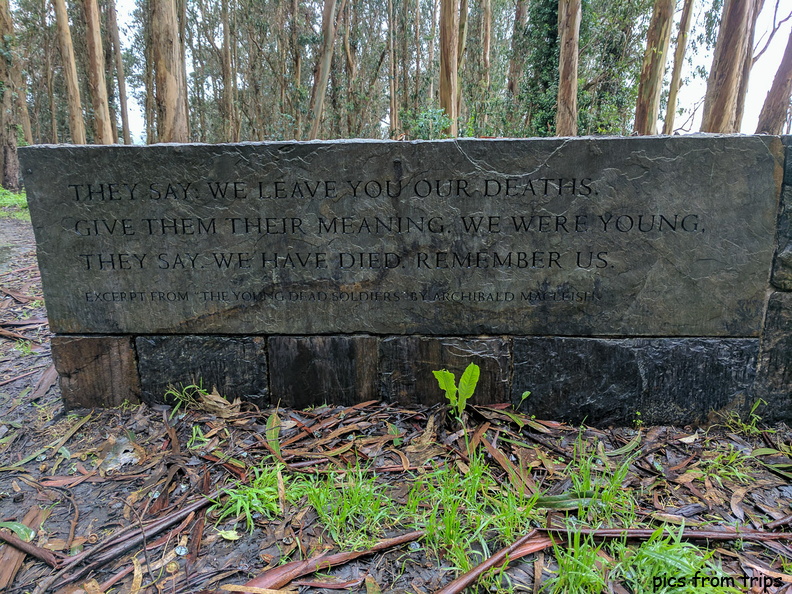 THEY SAY. WE LEAVE YOU OUR DEATHS.
GIVE THEM THEIR MEANING. WE WERE YOUNG,
THEY SAY. WE HAVE DIED. REMEMBER US.
EXCERPT FROM "THE YOUNG DEAD SOLDIERS" BY ARCHIBALD MACLEISH
pics from trips